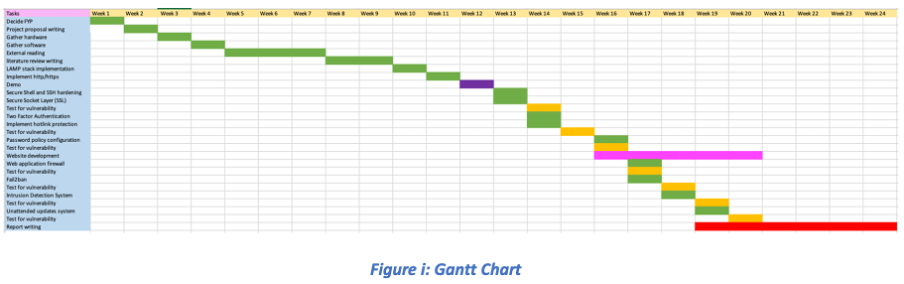 Tasks Week 1 Week 2 Week 3 Week 4 Week 5 Week 6 Week 7 Week 8 Week 9 Week 10 Week 11 Week 12 Week 13 Week 14 Week 15 Week 16 Week 17 Week 18 Week 19 Week 20 Week 21 Week 22 Week 23 Week 24
Decide FYP
Project proposal writing
Gather hardware
Gather software
External reading
literature review writing
LAMP stack implementation
Implement http/https
Demo
Secure Shell and SSH hardening
Secure Socket Layer (SSL)
Test for vulnerability
Two Factor Authentication
Implement hotlink protection
Test for vulnerability
Password policy configuration
Test for vulnerability
Website development
Web application firewall
Test for vulnerability
Fail2ban
Test for vulnerability
Intrusion Detection System
Test for vulnerability
Unattended updates system
Test for vulnerability
Report writing
Figure i: Gantt Chart